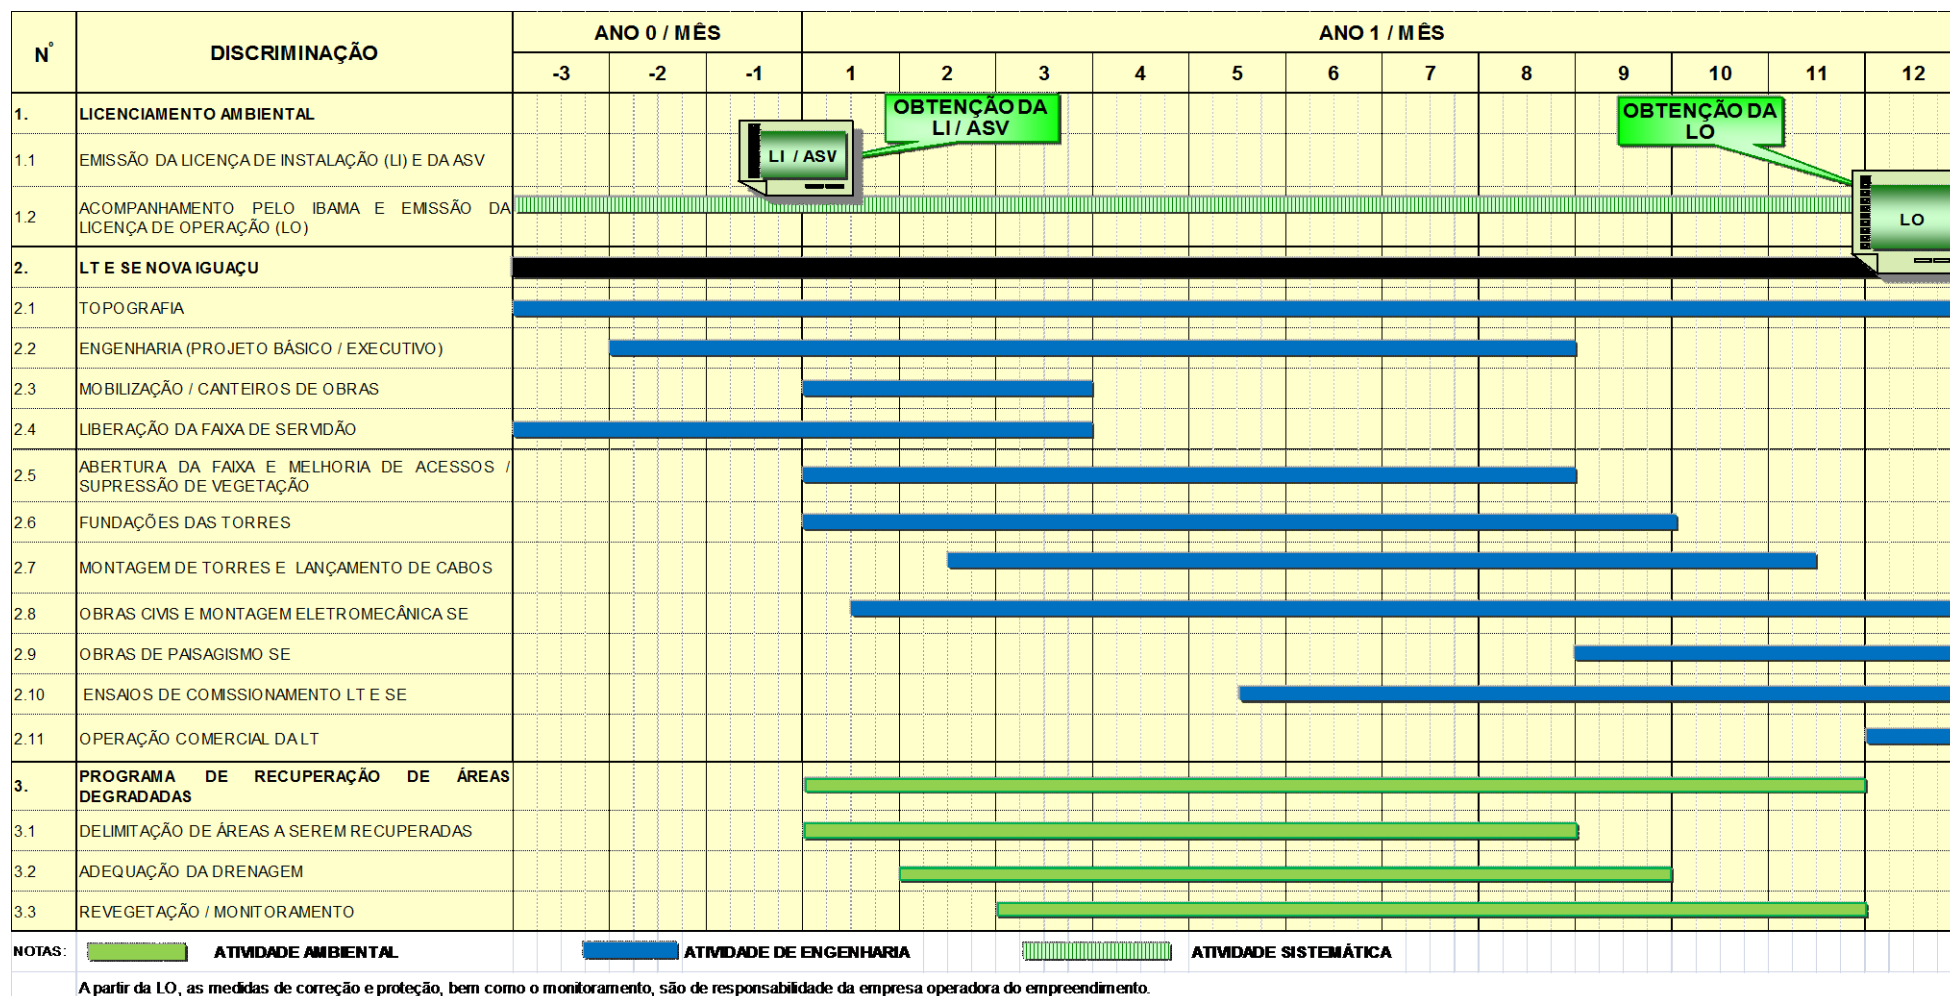 N° DISCRIMINAÇÃO ANO 0 / MÊS ANO 1 / MÊS
-3 -2 -1 1 2 3 4 5 6 7 8 9 10 11 12
1. LICENCIAMENTO AMBIENTAL
OBTENÇÃO DA
LI / ASV
OBTENÇÃO DA
LO
1.1 EMISSÃO DA LICENÇA DE INSTALAÇÃO (LI) E DA ASV
LI / ASV
1.2 ACOMPANHAMENTO PELO IBAMA E EMISSÃO DA
LICENÇA DE OPERAÇÃO (LO)
LO
2. LT E SE NOVA IGUAÇU
2.1 TOPOGRAFIA
2.2 ENGENHARIA (PROJETO BÁSICO / EXECUTIVO)
2.3 MOBILIZAÇÃO / CANTEIROS DE OBRAS
2.4 LIBERAÇÃO DA FAIXA DE SERVIDÃO
2.5 ABERTURA DA FAIXA E MELHORIA DE ACESSOS /
SUPRESSÃO DE VEGETAÇÃO
2.6 FUNDAÇÕES DAS TORRES
2.7 MONTAGEM DE TORRES E LANÇAMENTO DE CABOS
2.8 OBRAS CIVIS E MONTAGEM ELETROMECÂNICA SE
2.9 OBRAS DE PAISAGISMO SE
2.10 ENSAIOS DE COMISSIONAMENTO LT E SE
2.11 OPERAÇÃO COMERCIAL DA LT
3. PROGRAMA DE RECUPERAÇÃO DE ÁREAS
DEGRADADAS
3.1 DELIMITAÇÃO DE ÁREAS A SEREM RECUPERADAS
3.2 ADEQUAÇÃO DA DRENAGEM
3.3 REVEGETAÇÃO / MONITORAMENTO
NOTAS: ATIVIDADE AMBIENTAL ATIVIDADE DE ENGENHARIA ATIVIDADE SISTEMÁTICA
A partir da LO, as medidas de correção e proteção, bem como o monitoramento, são de responsabilidade da empresa operadora do empreendimento.